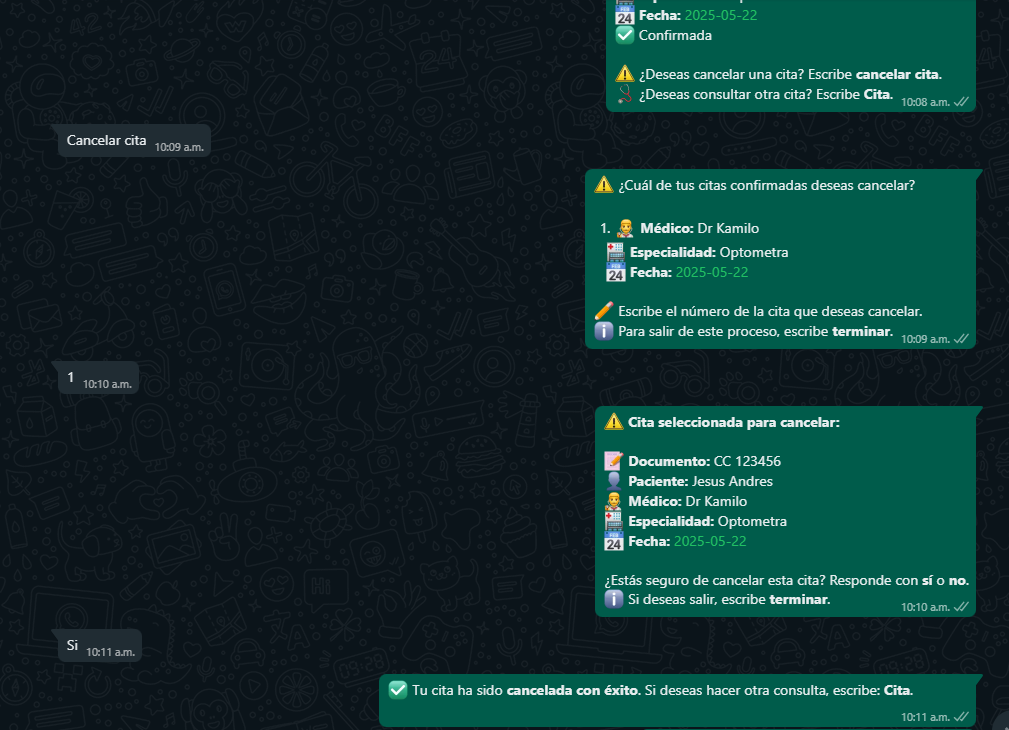 Fecha: 2025-05-22
✅ Confirmada
⚠️ ¿Deseas cancelar una cita? Escribe cancelar cita.
🩺 ¿Deseas consultar otra cita? Escribe Cita.
10:08 a.m.
Cancelar cita
10:09 a.m.
⚠️ ¿Cuál de tus citas confirmadas deseas cancelar?
1. 👨‍⚕️ Médico: Dr Kamilo
🏥 Especialidad: Optometra
📅 Fecha: 2025-05-22
✏️ Escribe el número de la cita que deseas cancelar.
ℹ️ Para salir de este proceso, escribe terminar.
10:09 a.m.
1
10:10 a.m.
⚠️ Cita seleccionada para cancelar:
📝 Documento: CC 123456
👤 Paciente: Jesus Andres
👨‍⚕️ Médico: Dr Kamilo
🏥 Especialidad: Optometra
📅 Fecha: 2025-05-22
¿Estás seguro de cancelar esta cita? Responde con sí o no.
ℹ️ Si deseas salir, escribe terminar.
10:10 a.m.
Si
10:11 a.m.
✅ Tu cita ha sido cancelada con éxito. Si deseas hacer otra consulta, escribe: Cita.
10:11 a.m.